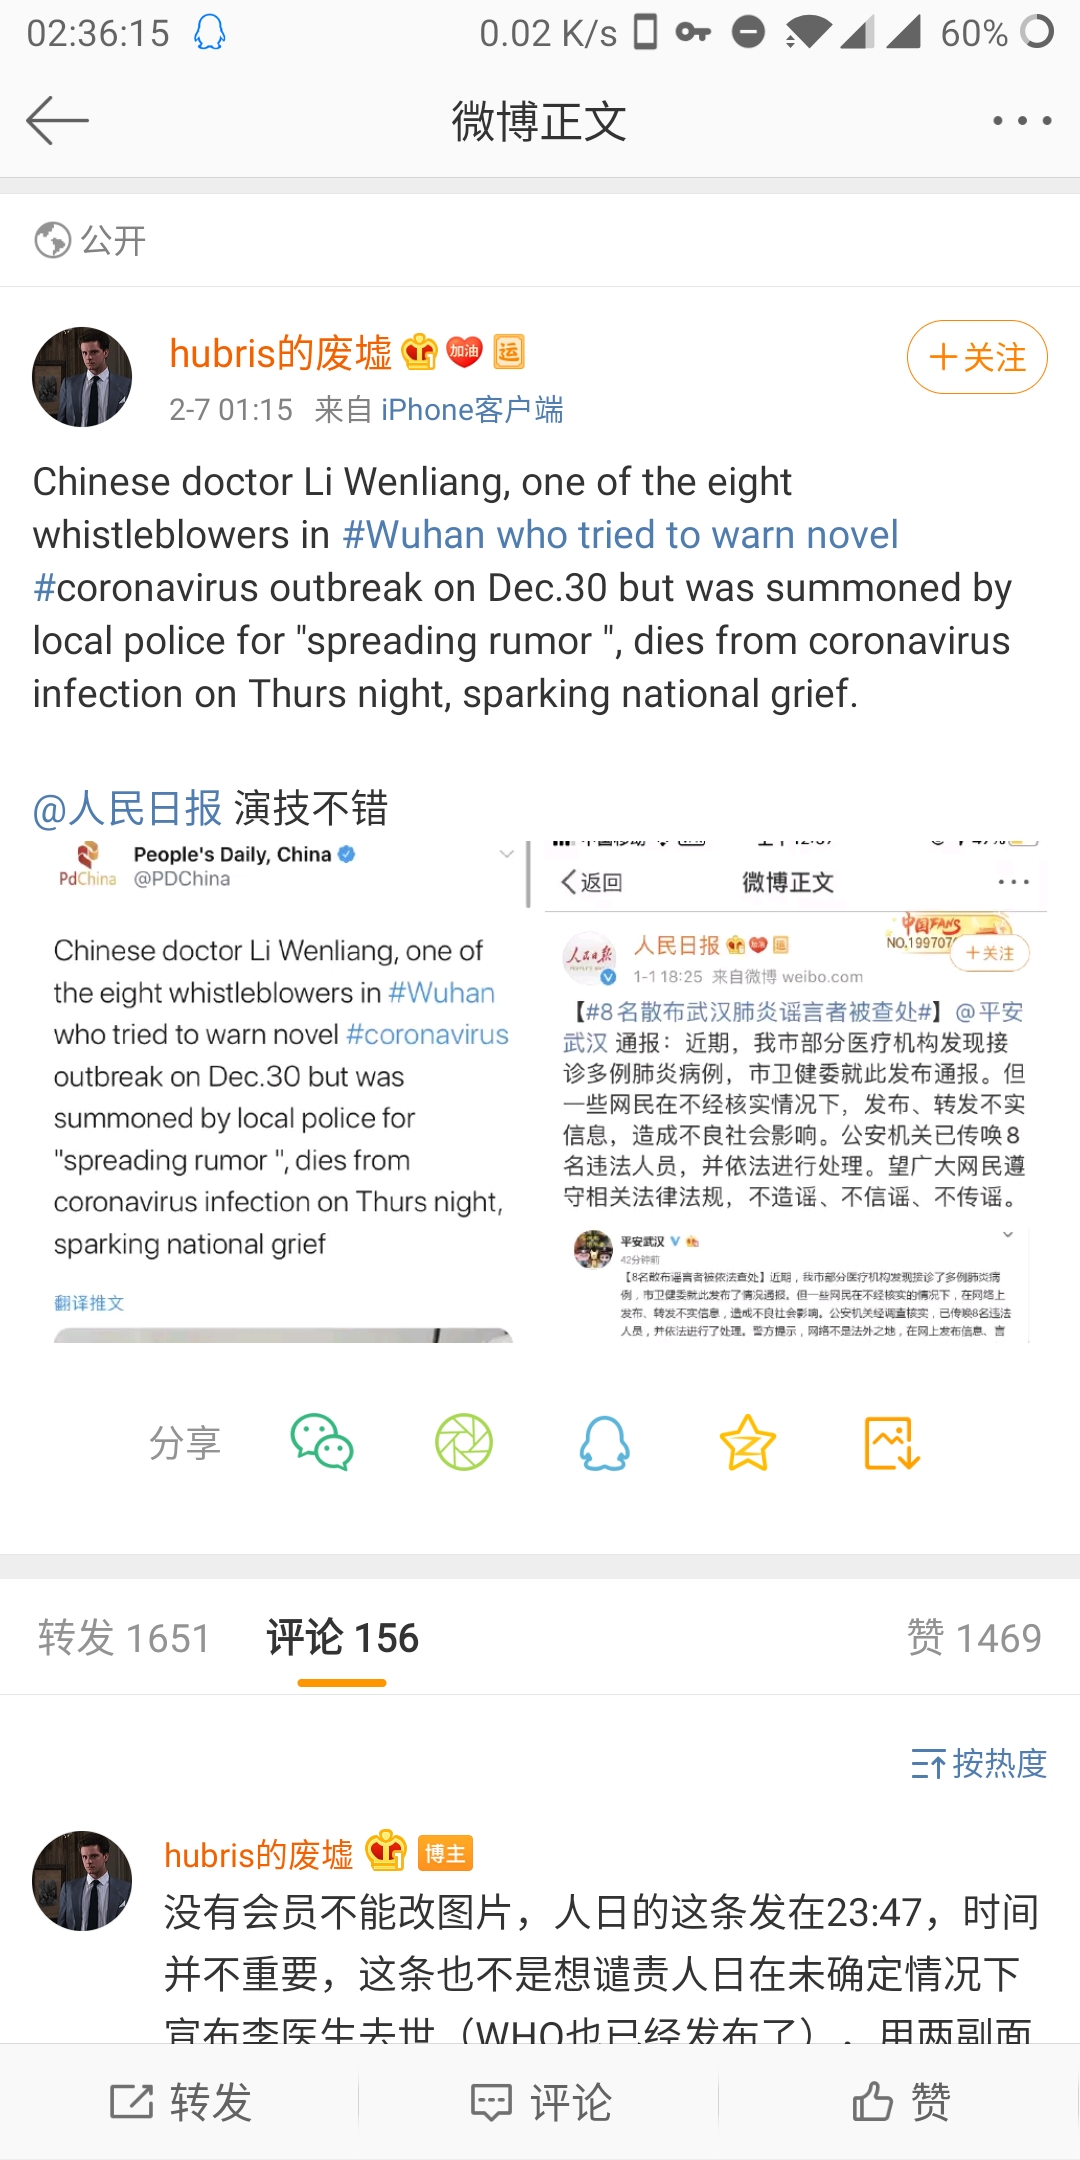 02:36:15
0.02 K/s
60%
微博正文
公开
hubris的废墟
加油
运
+关注
2-7 01:15 来自 iPhone客户端
Chinese doctor Li Wenliang, one of the eight
whistleblowers in #Wuhan who tried to warn novel
#coronavirus outbreak on Dec.30 but was summoned by
local police for "spreading rumor ", dies from coronavirus
infection on Thurs night, sparking national grief.
@人民日报 演技不错
People's Daily, China
PdChina
@PDChina
Chinese doctor Li Wenliang, one of
the eight whistleblowers in #Wuhan
who tried to warn novel #coronavirus
outbreak on Dec.30 but was
summoned by local police for
"spreading rumor ", dies from
coronavirus infection on Thurs night,
sparking national grief
翻译推文
返回
微博正文
人民日报
中国FANS
+关注
1-1 18:25 来自微博 weibo.com
【#8名散布武汉肺炎谣言者被查处#】@平安
武汉 通报：近期，我市部分医疗机构发现接
诊多例肺炎病例，市卫健委就此发布通报。但
一些网民在不经核实情况下，发布、转发不实
信息，造成不良社会影响。公安机关已传唤8
名违法人员，并依法进行处理。望广大网民遵
守相关法律法规，不造谣、不信谣、不传谣。
平安武汉
42分钟前
【8名散布谣言者被依法查处】近期，我市部分医疗机构发现接诊了多例肺炎病
例，市卫健委就此发布了情况通报。但一些网民在不经核实的情况下，在网络上
发布、转发不实信息，造成不良社会影响。公安机关经调查核实，已传唤8名违法
人员，并依法进行了处理。警方提示，网络不是法外之地，在网上发布信息、言
分享
转发 1651
评论 156
赞 1469
按热度
hubris的废墟
博主
没有会员不能改图片，人日的这条发在23:47，时间
并不重要，这条也不是想谴责人日在未确定情况下
宣布李医生去世（WHO也已经发布了），用两副面
转发
评论
赞